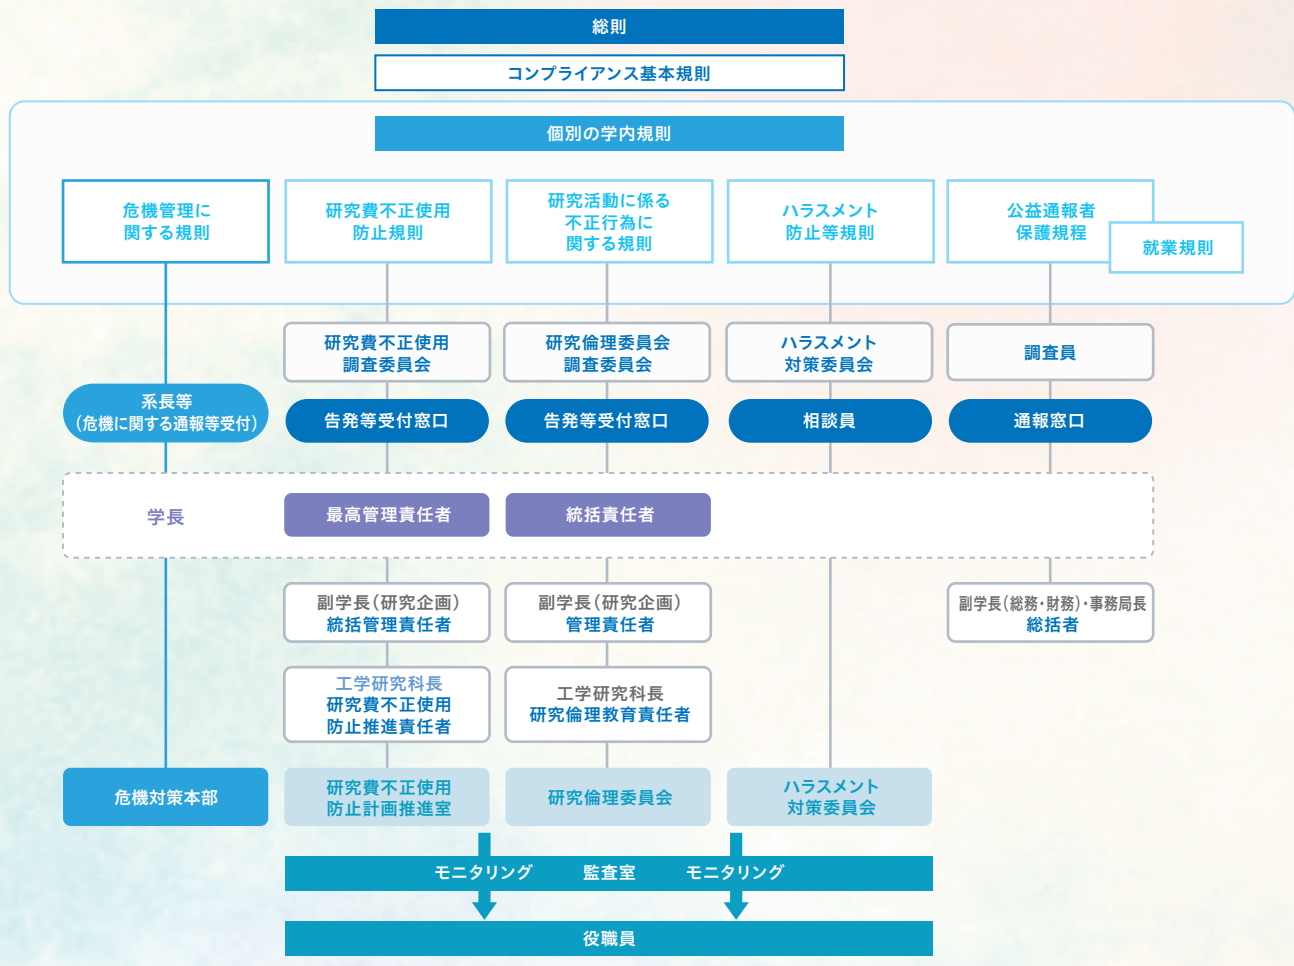 総則
コンプライアンス基本規則
個別の学内規則
危機管理に
関する規則
研究費不正使用
防止規則
研究活動に係る
不正行為に
関する規則
ハラスメント
防止等規則
公益通報者
保護規程
就業規則
研究費不正使用
調査委員会
研究倫理委員会
調査委員会
ハラスメント
対策委員会
調査員
系長等
（危機に関する通報等受付）
告発等受付窓口
告発等受付窓口
相談員
通報窓口
学長
最高管理責任者
統括責任者
副学長（研究企画）
統括管理責任者
副学長（研究企画）
管理責任者
副学長（総務・財務）・事務局長
総括者
工学研究科長
研究費不正使用
防止推進責任者
工学研究科長
研究倫理教育責任者
危機対策本部
研究費不正使用
防止計画推進室
研究倫理委員会
ハラスメント
対策委員会
モニタリング 監査室 モニタリング
役職員